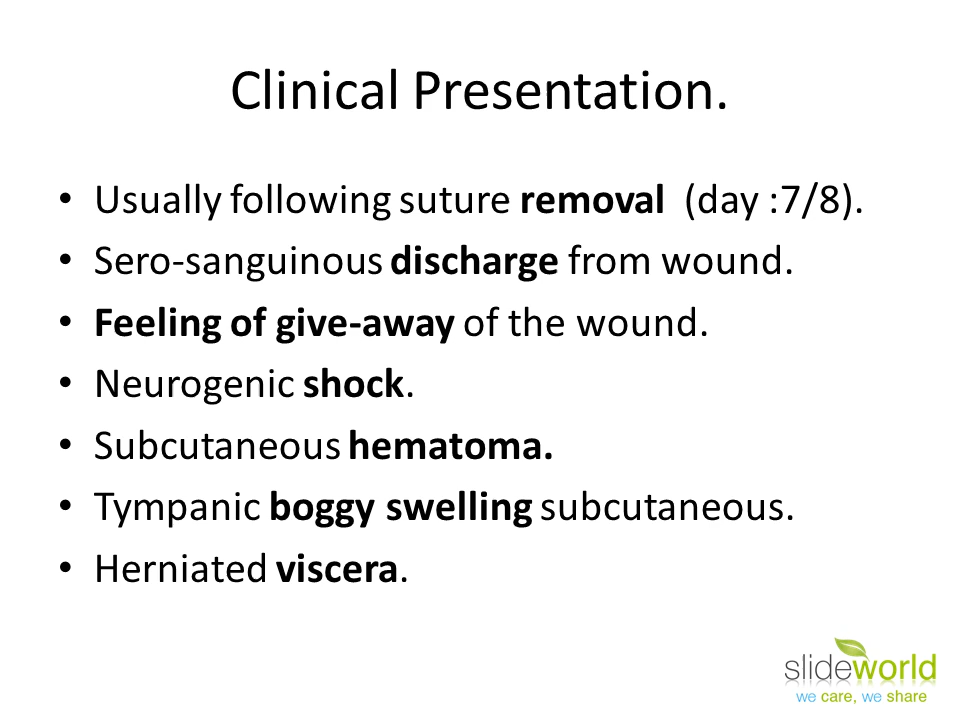 Clinical Presentation.
• Usually following suture removal (day :7/8).
• Sero-sanguinous discharge from wound.
• Feeling of give-away of the wound.
• Neurogenic shock.
• Subcutaneous hematoma.
• Tympanic boggy swelling subcutaneous.
• Herniated viscera.
slideworld
we care, we share